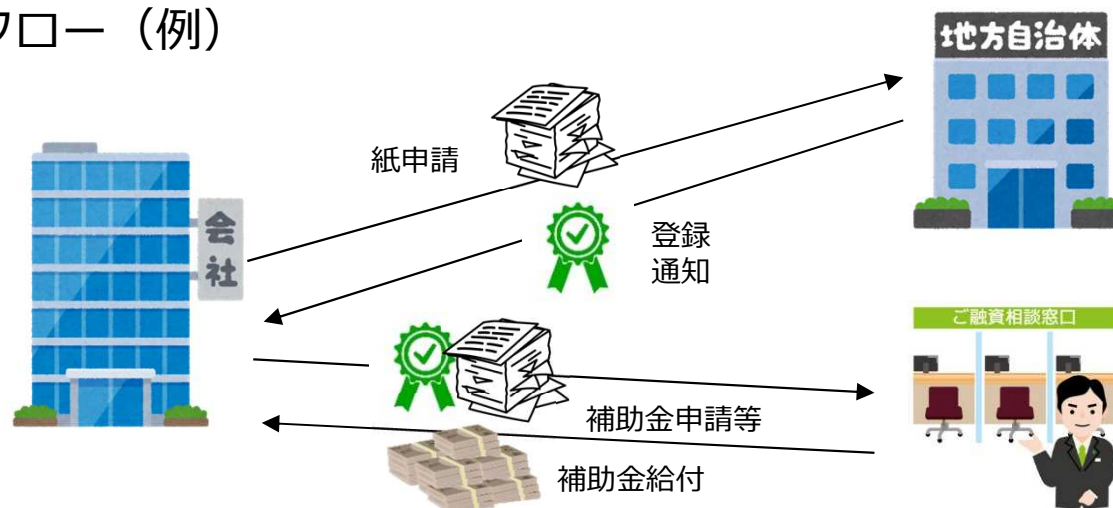 フロー（例）
地方自治体
紙申請
会社
登録
通知
ご融資相談窓口
補助金申請等
補助金給付